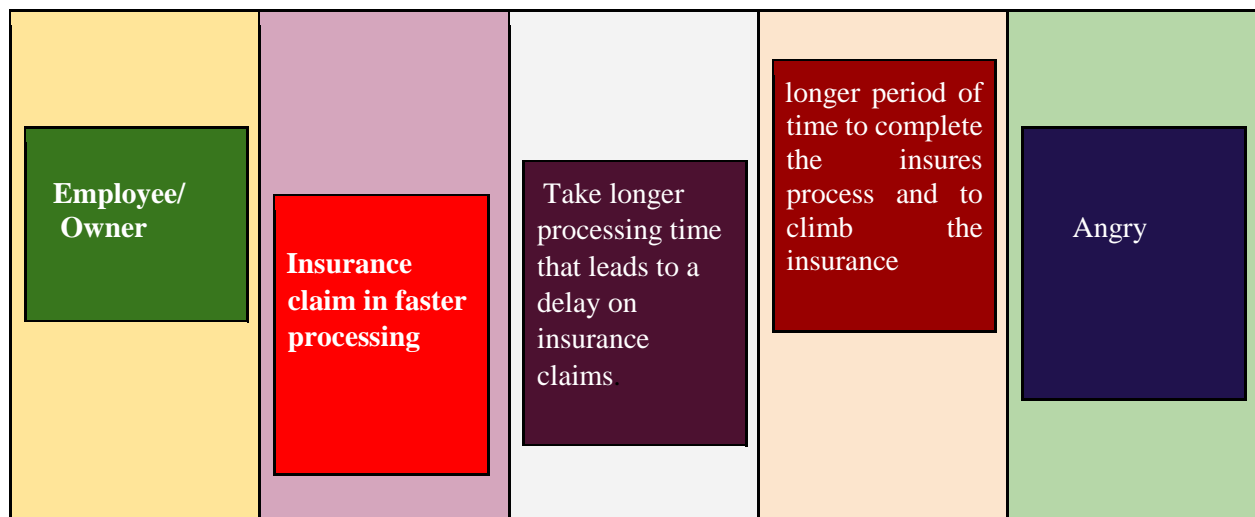 Employee/
Owner
Insurance
claim in faster
processing
Take longer
processing time
that leads to a
delay on
insurance
claims.
longer period of
time to complete
the insures
process and to
climb the
insurance
Angry